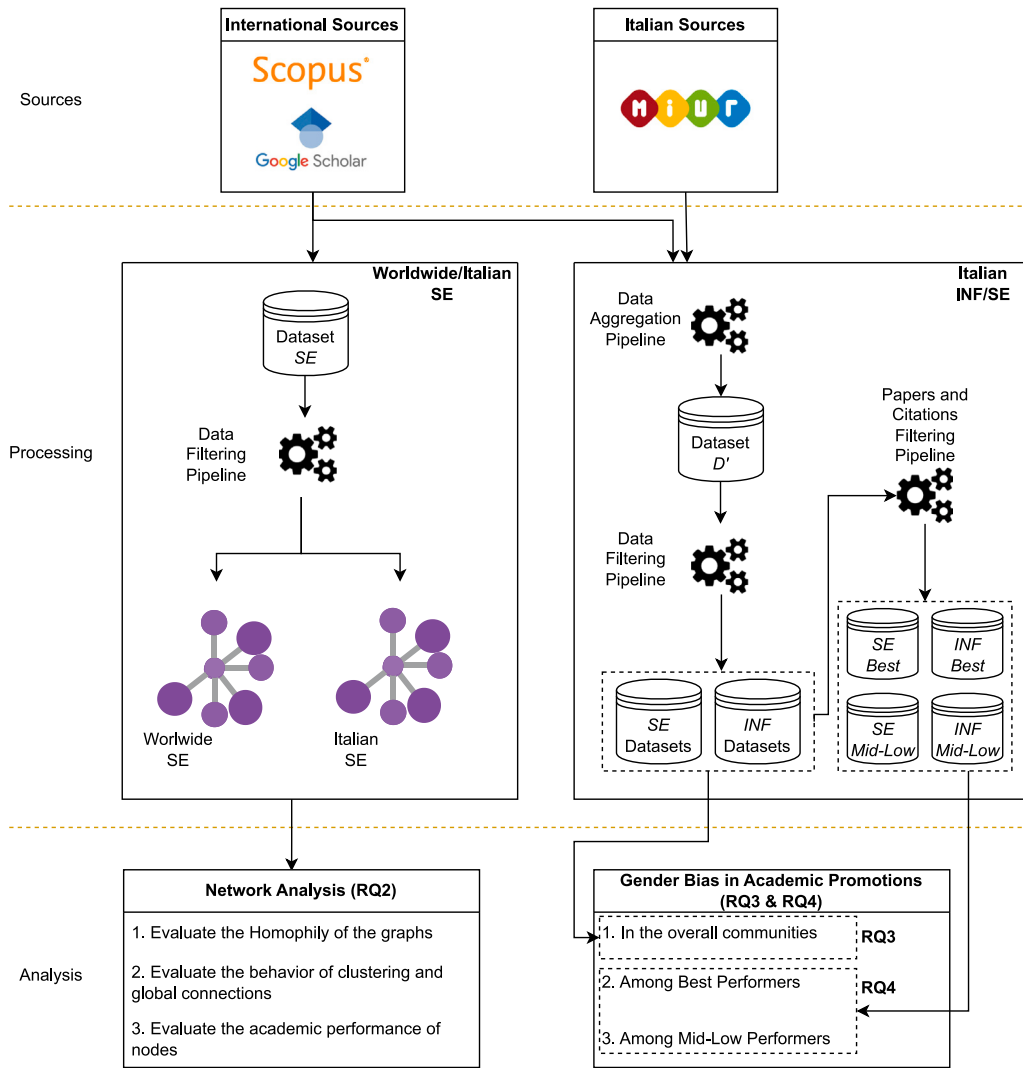 International Sources
Italian Sources
Scopus®
Google Scholar
miur
Sources
Worldwide/Italian
SE
Dataset
SE
Data
Filtering
Pipeline
Worlwide
SE
Italian
SE
Processing
Italian
INF/SE
Data
Aggregation
Pipeline
Dataset
D'
Data
Filtering
Pipeline
Papers and
Citations
Filtering
Pipeline
SE
Datasets
INF
Datasets
SE
Best
INF
Best
SE
Mid-Low
INF
Mid-Low
Analysis
Network Analysis (RQ2)
1. Evaluate the Homophily of the graphs
2. Evaluate the behavior of clustering and
global connections
3. Evaluate the academic performance of
nodes
Gender Bias in Academic Promotions
(RQ3 & RQ4)
1. In the overall communities
RQ3
2. Among Best Performers
RQ4
3. Among Mid-Low Performers